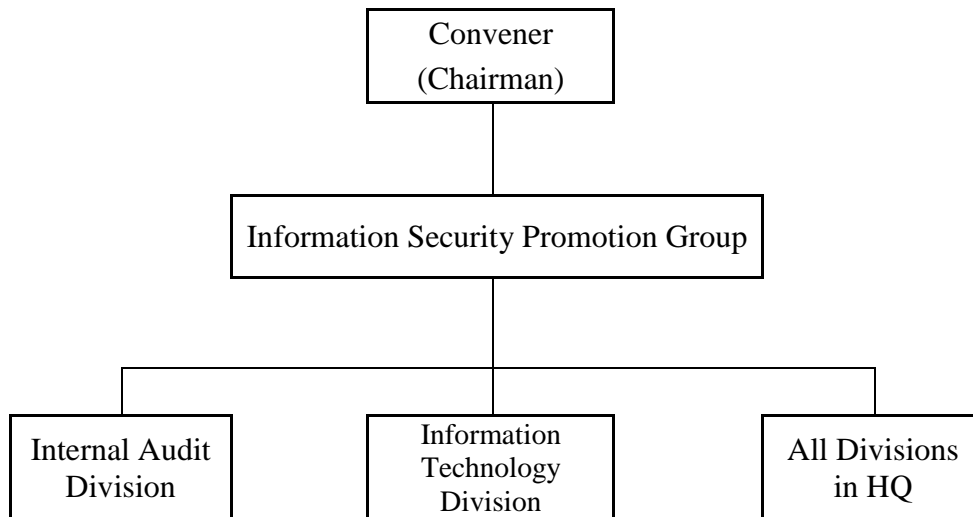 Convener
(Chairman)
Information Security Promotion Group
Internal Audit
Division
Information
Technology
Division
All Divisions
in HQ